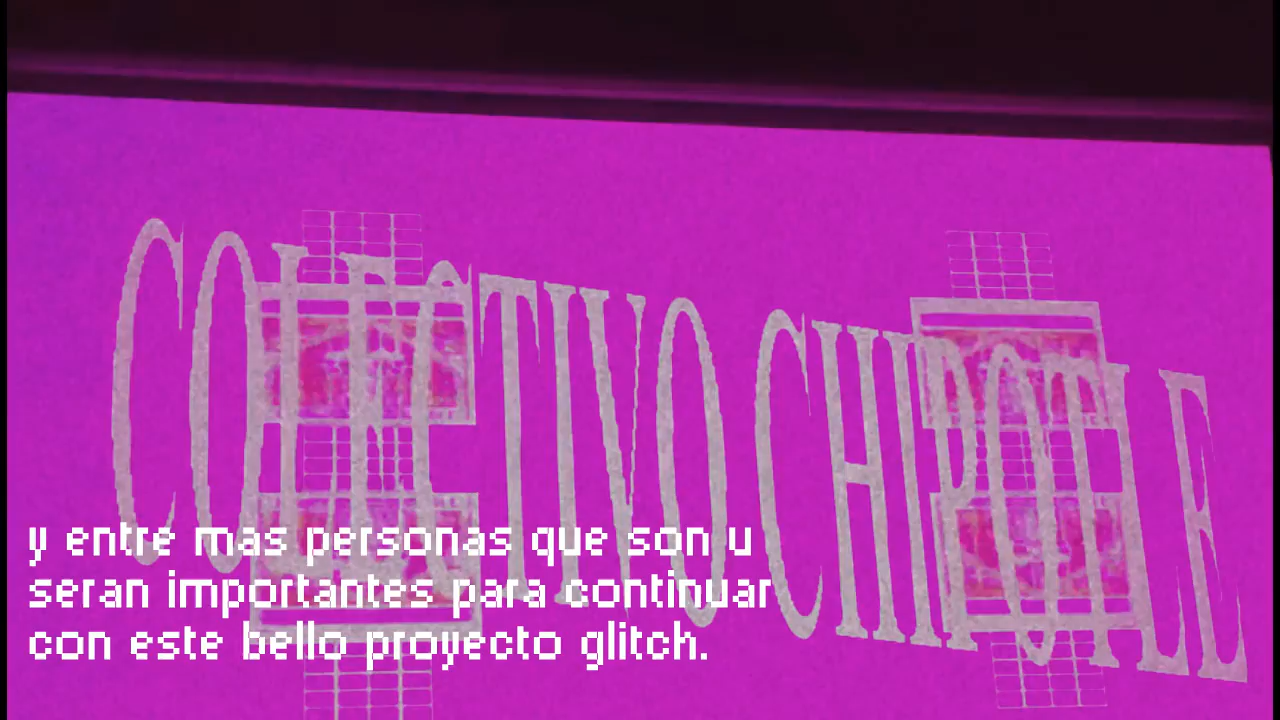 COLECTIVO CHIPOTLE
y entre mas personas que son u
seran importantes para continuar
con este bello proyecto glitch.